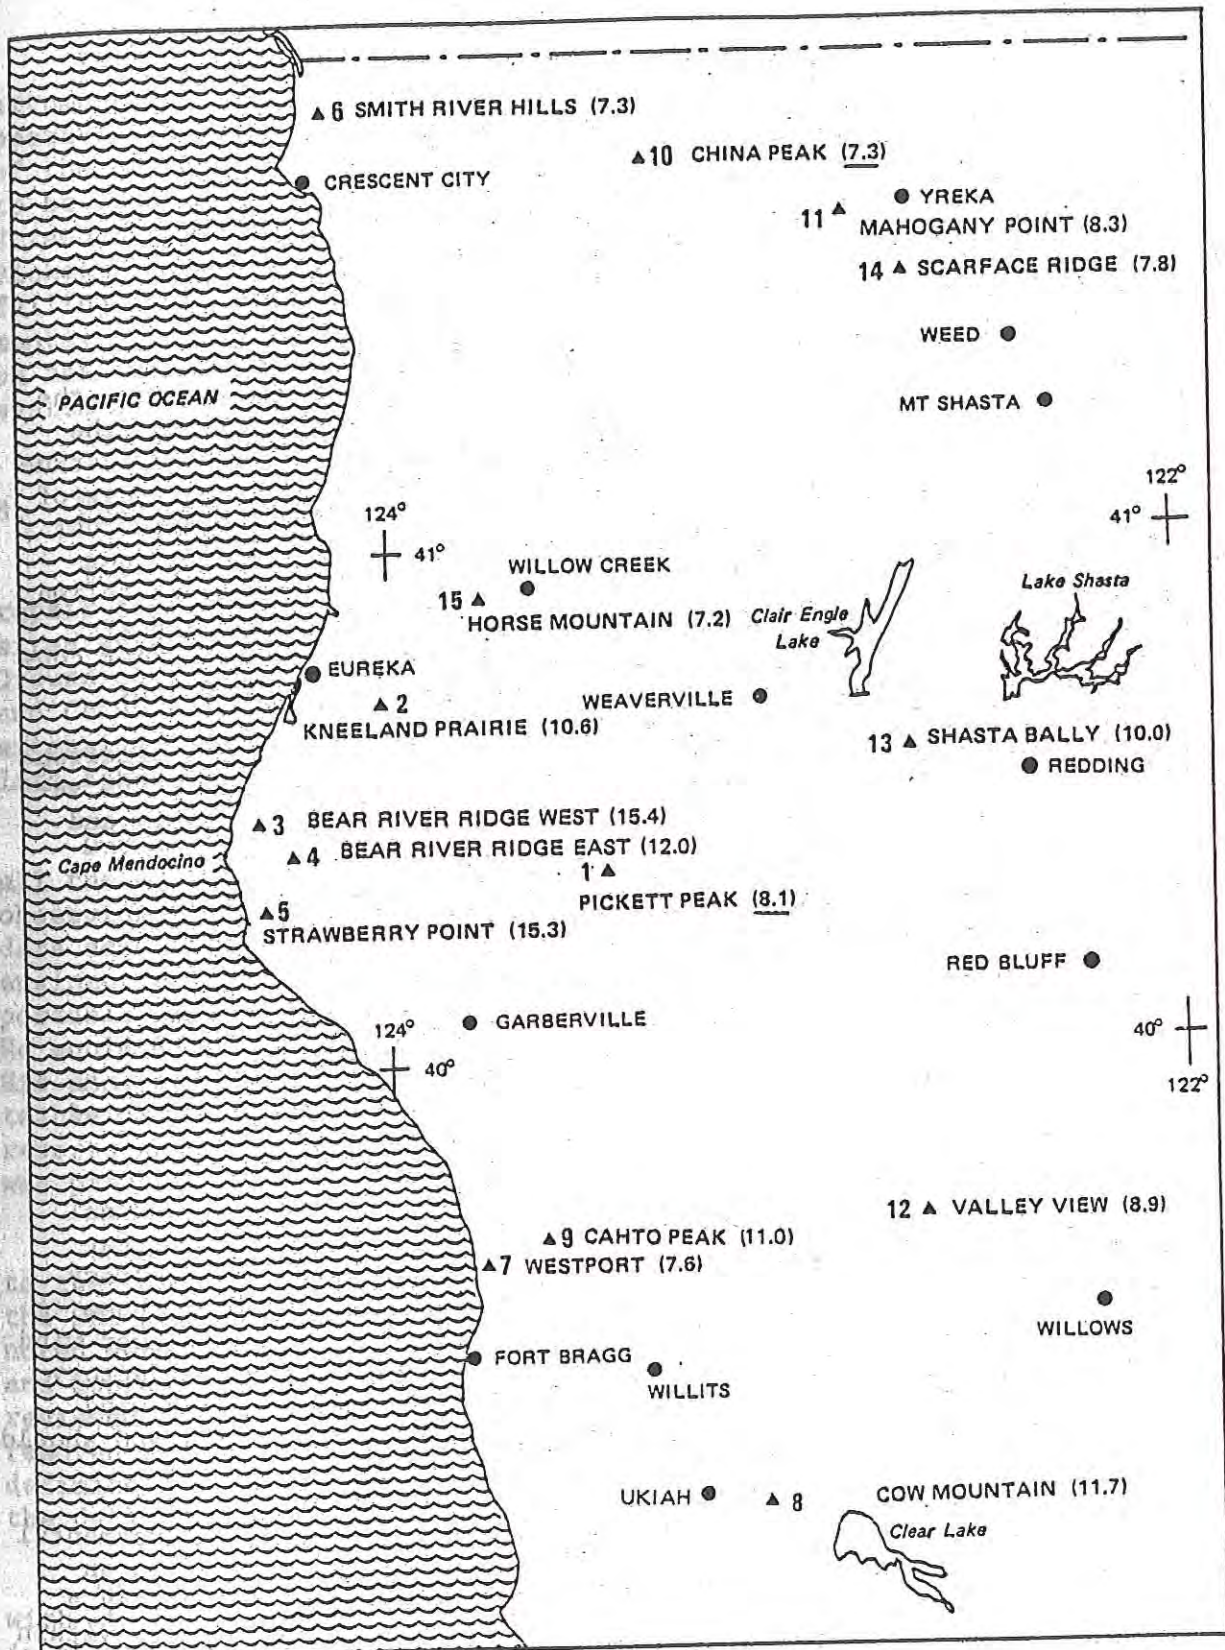 6 SMITH RIVER HILLS (7.3)
10 CHINA PEAK (7.3)
CRESCENT CITY
YREKA
11
MAHOGANY POINT (8.3)
14 SCARFACE RIDGE (7.8)
WEED
PACIFIC OCEAN
MT SHASTA
122°
124°
41°
41°
WILLOW CREEK
Lake Shasta
15
HORSE MOUNTAIN (7.2)
Clair Engle
Lake
EUREKA
2
WEAVERVILLE
KNEELAND PRAIRIE (10.6)
13 SHASTA BALLY (10.0)
REDDING
3 BEAR RIVER RIDGE WEST (15.4)
4 BEAR RIVER RIDGE EAST (12.0)
Cape Mendocino
1
PICKETT PEAK (8.1)
5
STRAWBERRY POINT (15.3)
RED BLUFF
124°
GARBERVILLE
40°
40°
122°
12 VALLEY VIEW (8.9)
9 CAHTO PEAK (11.0)
7 WESTPORT (7.6)
WILLOWS
FORT BRAGG
WILLITS
UKIAH
8
COW MOUNTAIN (11.7)
Clear Lake